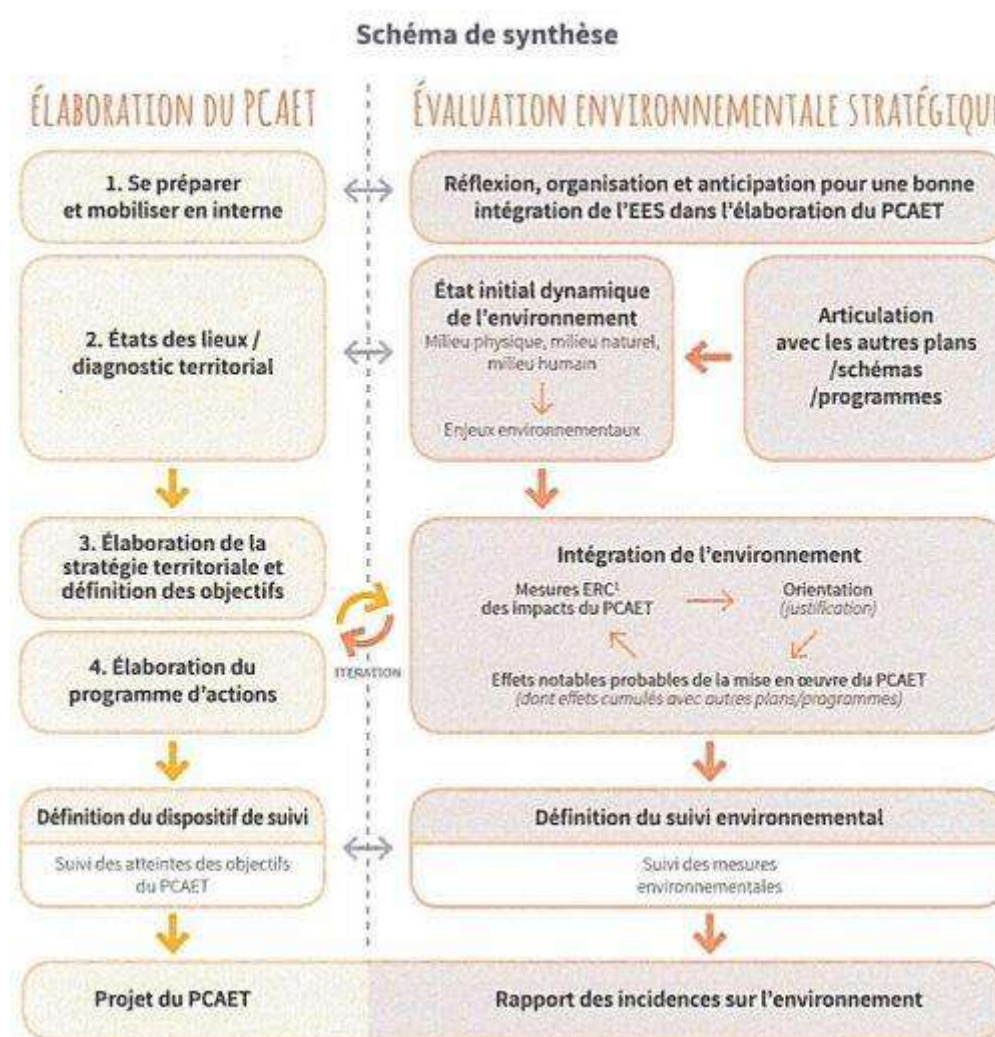 Schéma de synthèse
ÉLABORATION DU PCAET
ÉVALUATION ENVIRONNEMENTALE STRATÉGIQU
1. Se préparer
et mobiliser en interne
Réflexion, organisation et anticipation pour une bonne
intégration de l'EES dans l'élaboration du PCAET
2. États des lieux /
diagnostic territorial
État initial dynamique
de l'environnement
Milieu physique, milieu naturel,
milieu humain
Enjeux environnementaux
Articulation
avec les autres plans
/schémas
/programmes
3. Élaboration de la
stratégie territoriale et
définition des objectifs
4. Élaboration du
programme d'actions
ITERATION
Intégration de l'environnement
Mesures ERC¹
des impacts du PCAET
Orientation
(justification)
Effets notables probables de la mise en œuvre du PCAET
(dont effets cumulés avec autres plans/programmes)
Définition du dispositif de suivi
Suivi des atteintes des objectifs
du PCAET
Définition du suivi environnemental
Suivi des mesures
environnementales
Projet du PCAET
Rapport des incidences sur l'environnement